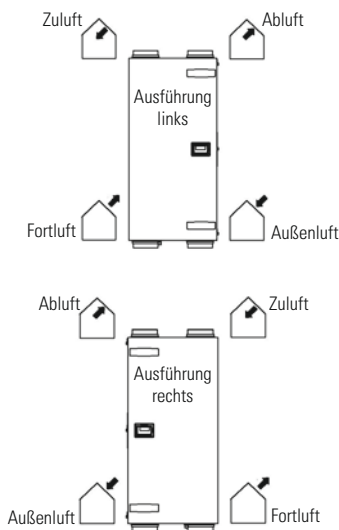 Zuluft
Abluft
Ausführung
links
Fortluft
Außenluft
Abluft
Zuluft
Ausführung
rechts
Außenluft
Fortluft